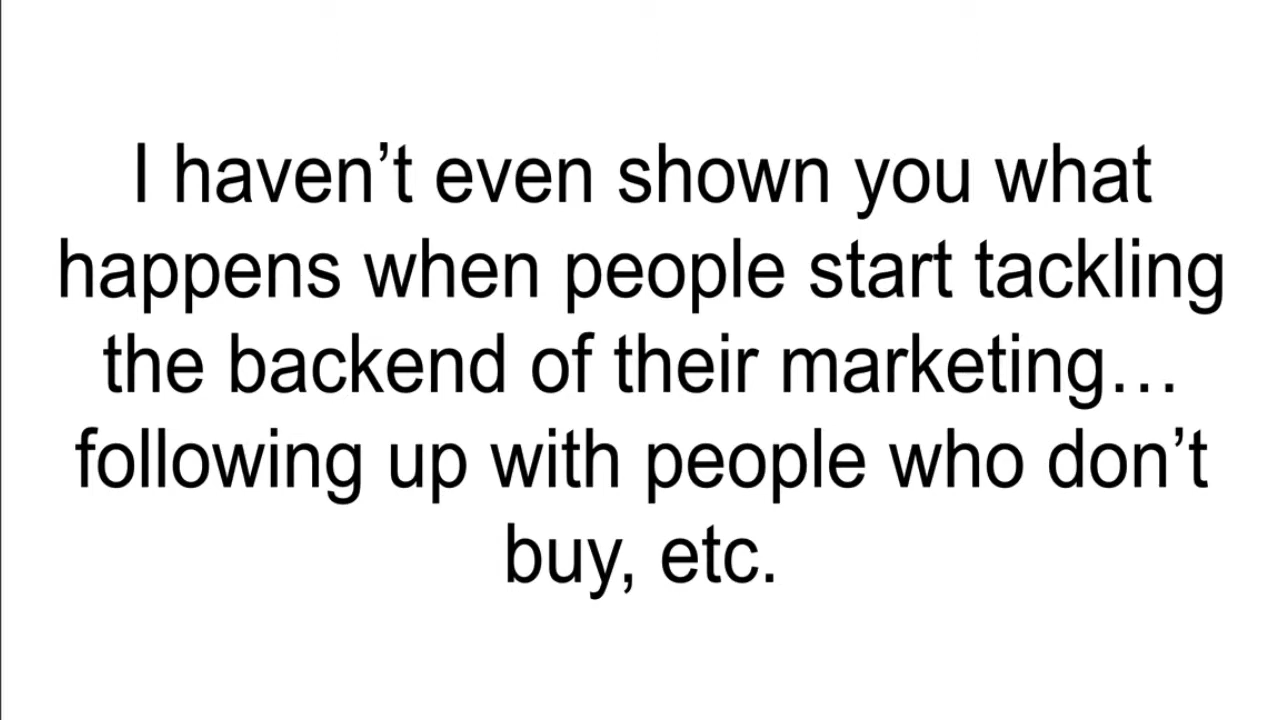 I haven’t even shown you what
happens when people start tackling
the backend of their marketing…
following up with people who don’t
buy, etc.